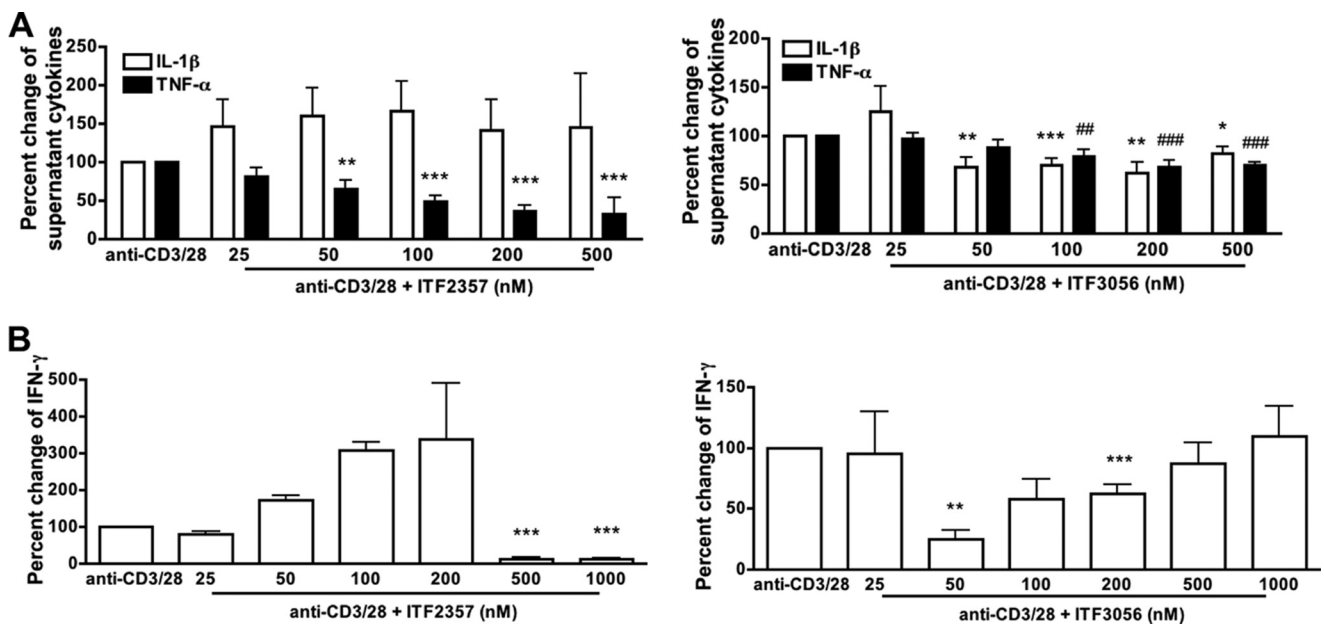 A
Percent change of
supernatant cytokines
250
200
150
100
50
0
IL-1β
TNF-α
**
***
***
***
anti-CD3/28 25 50 100 200 500
anti-CD3/28 + ITF2357 (nM)
Percent change of
supernatant cytokines
200
150
100
50
0
IL-1β
TNF-α
** *** ## ** ### * ###
anti-CD3/28 25 50 100 200 500
anti-CD3/28 + ITF3056 (nM)
B
Percent change of IFN-γ
500
400
300
200
100
0
*** ***
anti-CD3/28 25 50 100 200 500 1000
anti-CD3/28 + ITF2357 (nM)
Percent change of IFN-γ
150
100
50
0
**
***
anti-CD3/28 25 50 100 200 500 1000
anti-CD3/28 + ITF3056 (nM)